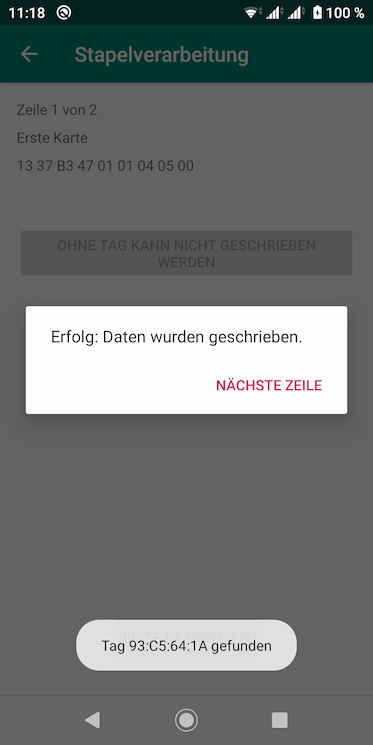 11:18
100 %
Stapelverarbeitung
Zeile 1 von 2
Erste Karte
13 37 B3 47 01 01 04 05 00
OHNE TAG KANN NICHT GESCHRIEBEN
WERDEN
Erfolg: Daten wurden geschrieben.
NÄCHSTE ZEILE
Tag 93:C5:64:1A gefunden